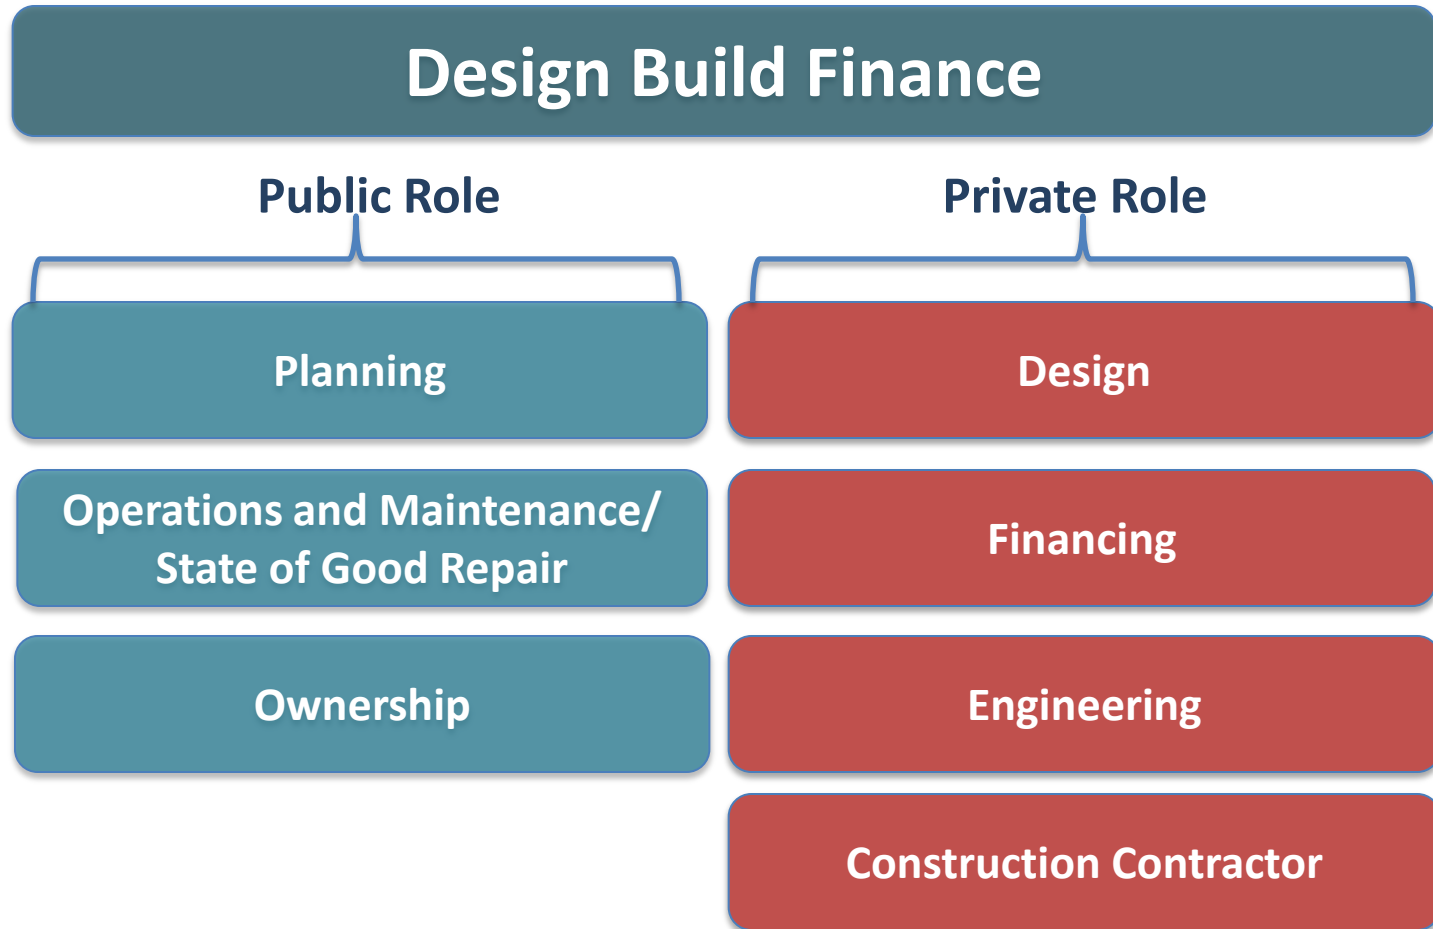 Design Build Finance
Public Role
Private Role
Planning
Design
Operations and Maintenance/
State of Good Repair
Financing
Ownership
Engineering
Construction Contractor